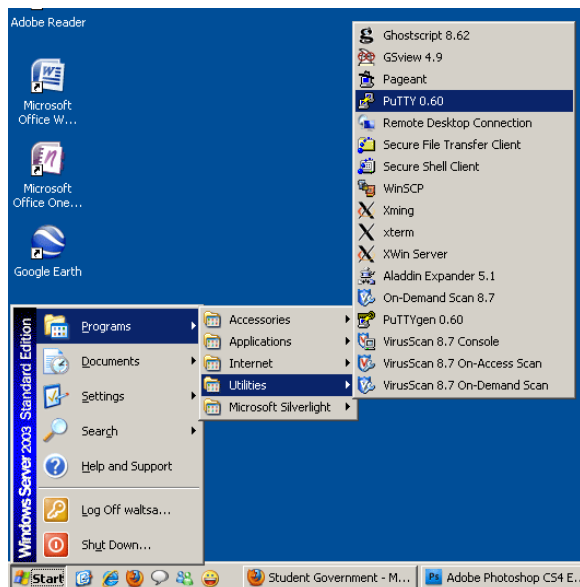 Adobe Reader
Microsoft
Office W...
Microsoft
Office One...
Google Earth
Ghostscript 8.62
GSview 4.9
Pageant
PuTTY 0.60
Remote Desktop Connection
Secure File Transfer Client
Secure Shell Client
WinSCP
Xming
xterm
XWin Server
Aladdin Expander 5.1
On-Demand Scan 8.7
PuTTYgen 0.60
VirusScan 8.7 Console
VirusScan 8.7 On-Access Scan
VirusScan 8.7 On-Demand Scan
Accessories
Applications
Internet
Utilities
Microsoft Silverlight
Windows Server 2003 Standard Edition
Programs
Documents
Settings
Search
Help and Support
Log Off waltsa...
Shut Down...
Start
Student Government - M...
Ps Adobe Photoshop CS4 E...